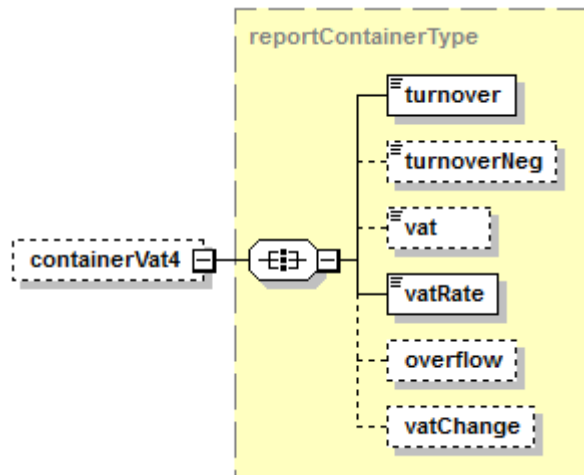 reportContainerType
turnover
turnoverNeg
vat
containerVat4
vatRate
overflow
vatChange